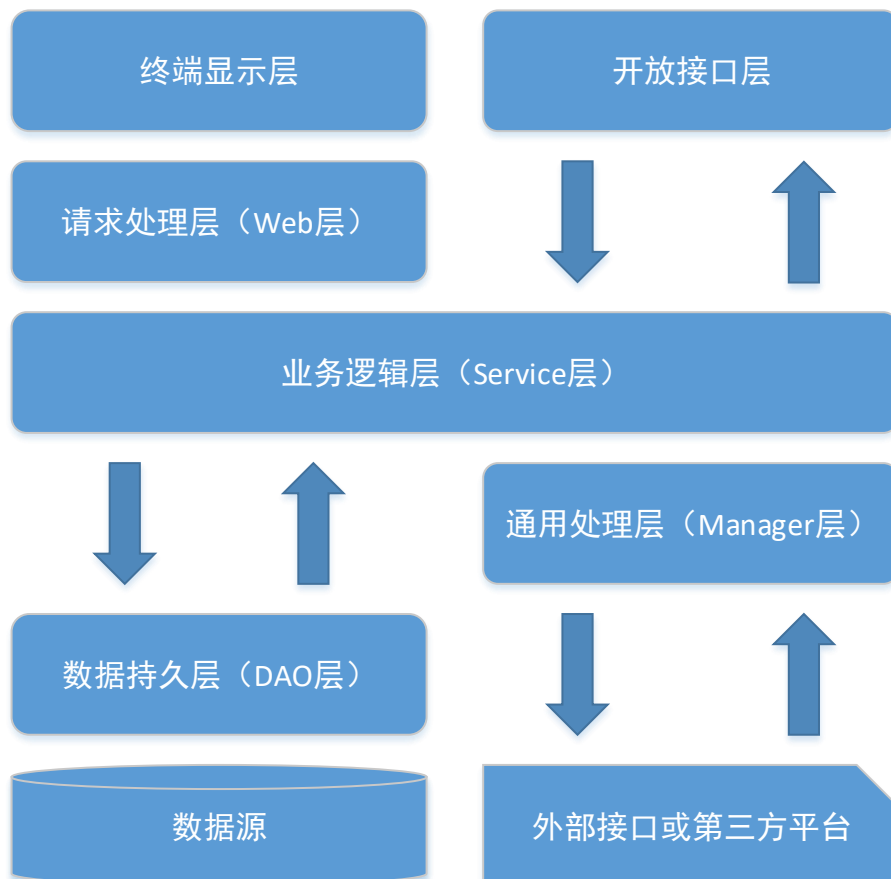 终端显示层
开放接口层
请求处理层（Web层）
业务逻辑层（Service层）
通用处理层（Manager层）
数据持久层（DAO层）
数据源
外部接口或第三方平台